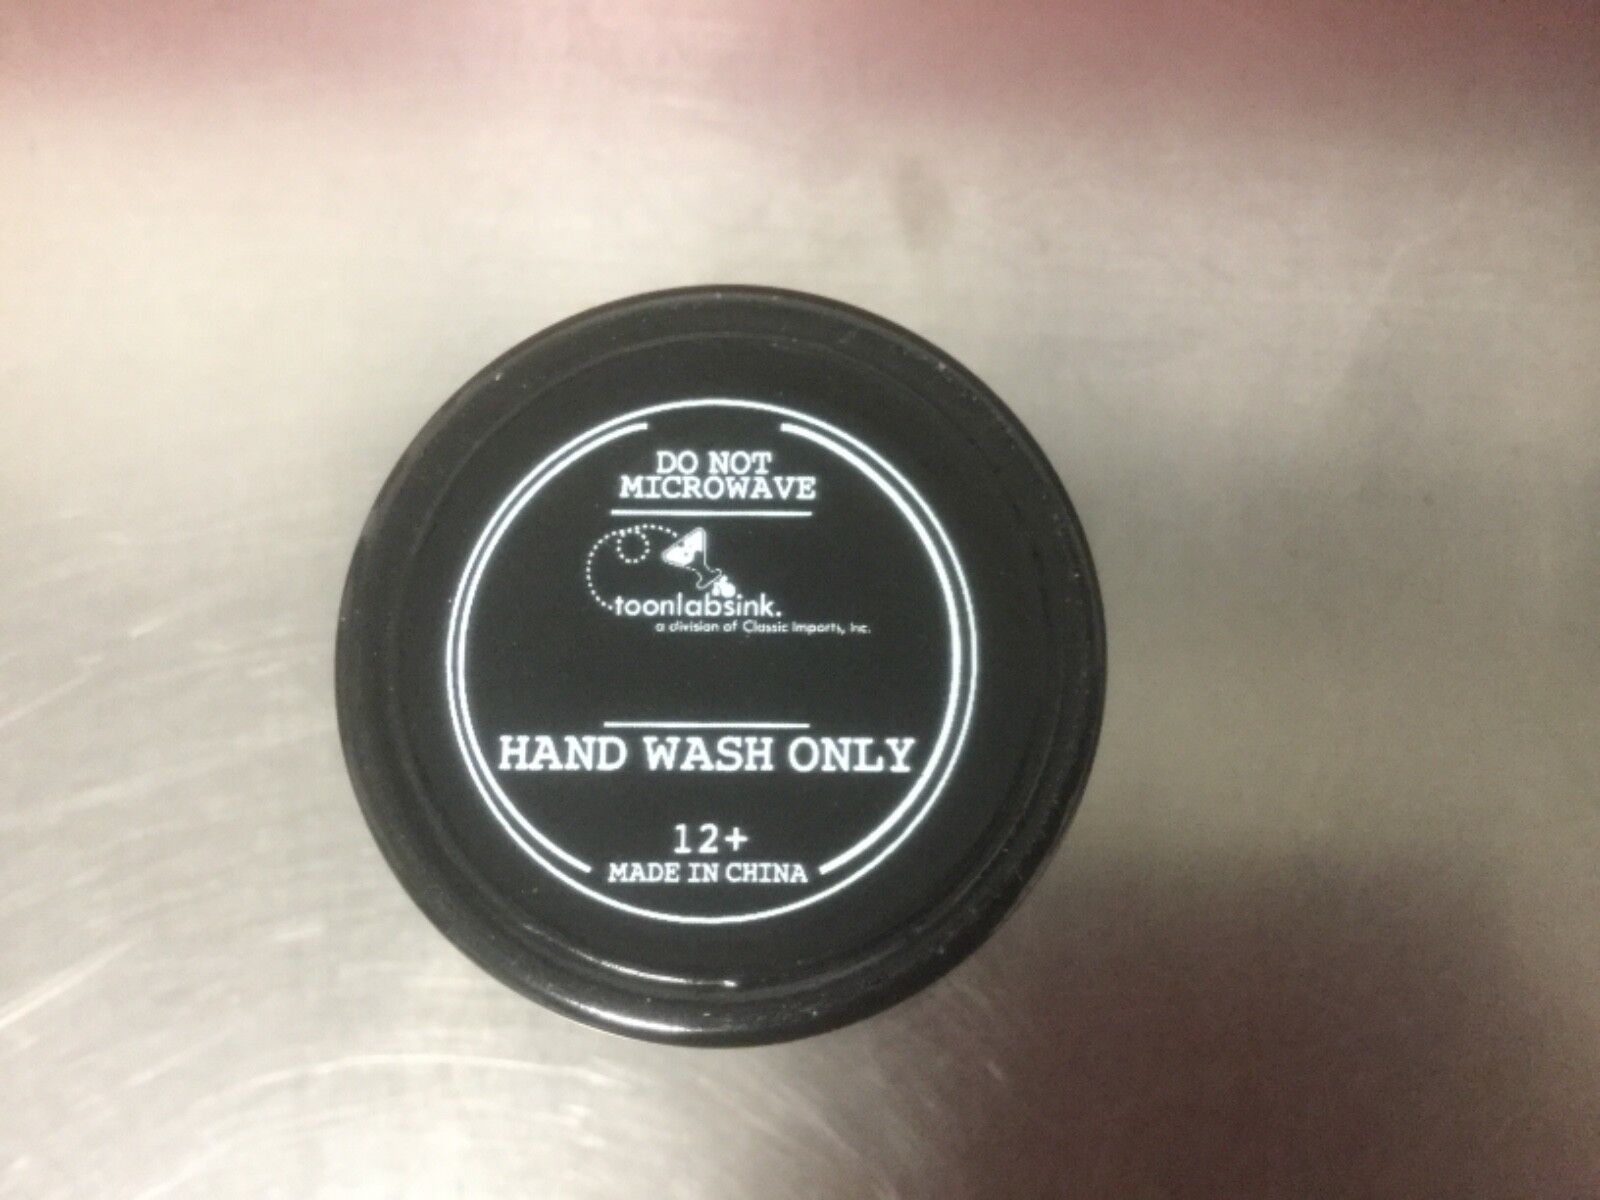 DO NOT
MICROWAVE
toonlabsink.
a division of Classic Imports, Inc.
HAND WASH ONLY
12+
MADE IN CHINA